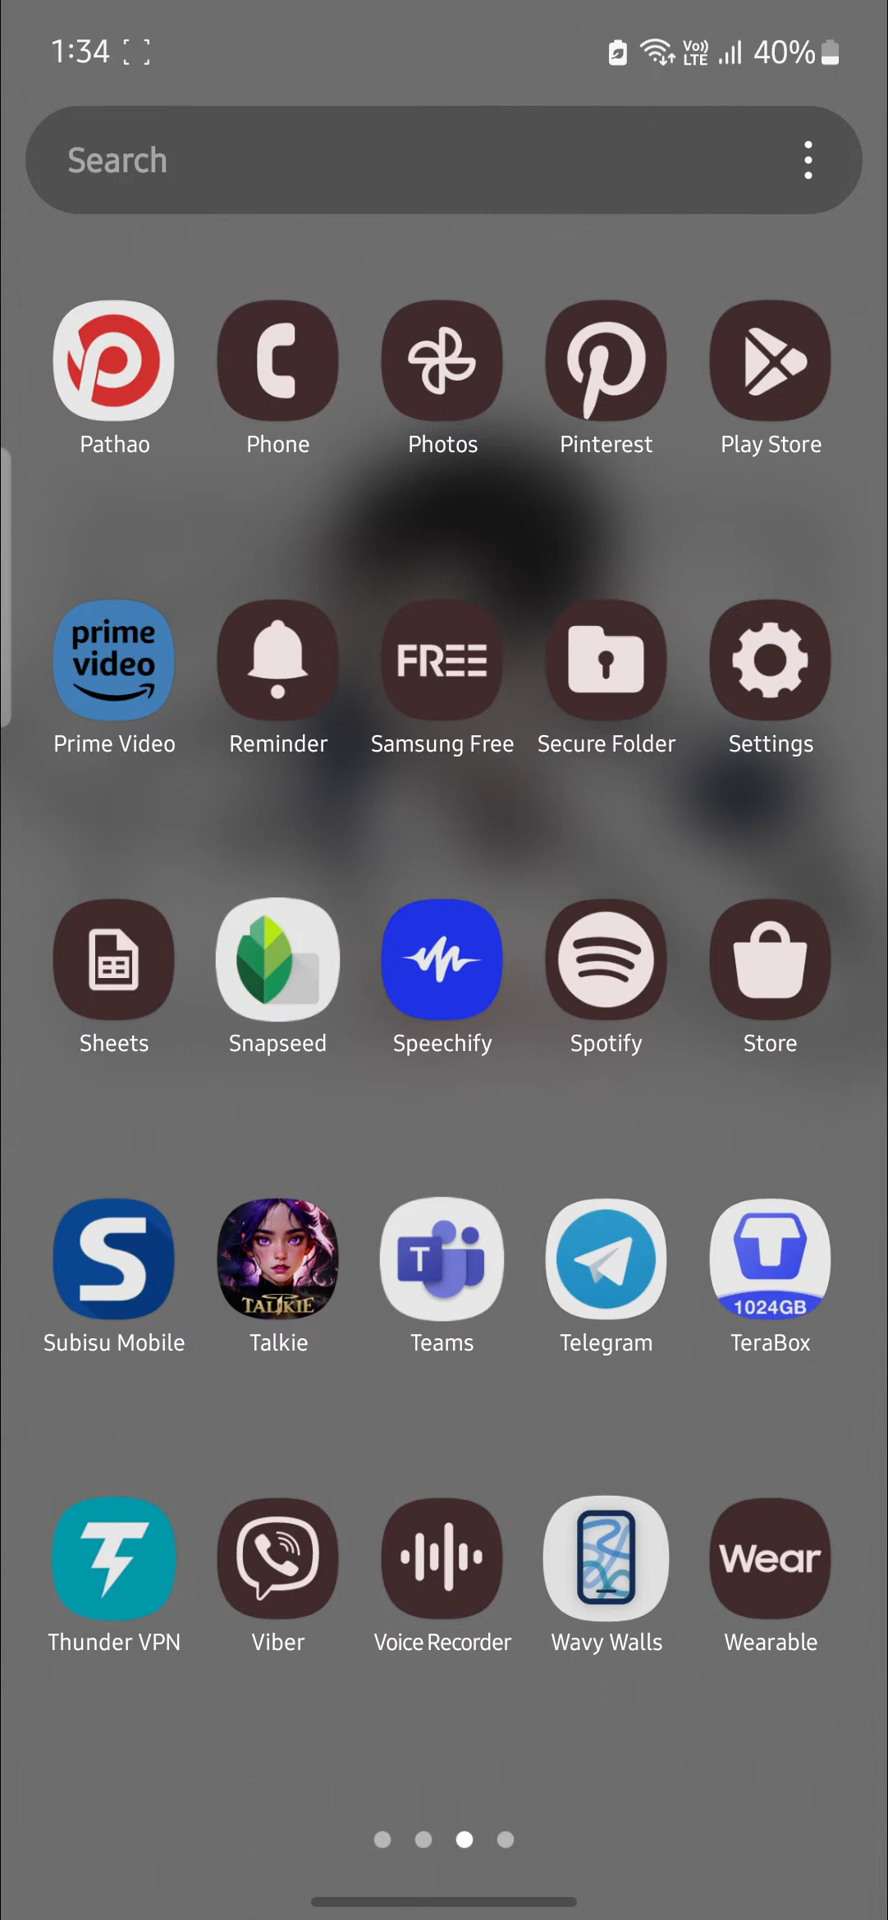 1:34 Vo)) LTE 40%
Search
Pathao Phone Photos Pinterest Play Store
prime video
FREE
Prime Video Reminder Samsung Free Secure Folder Settings
Sheets Snapseed Speechify Spotify Store
S TALKIE T 1024GB
Subisu Mobile Talkie Teams Telegram TeraBox
Wear
Thunder VPN Viber Voice Recorder Wavy Walls Wearable